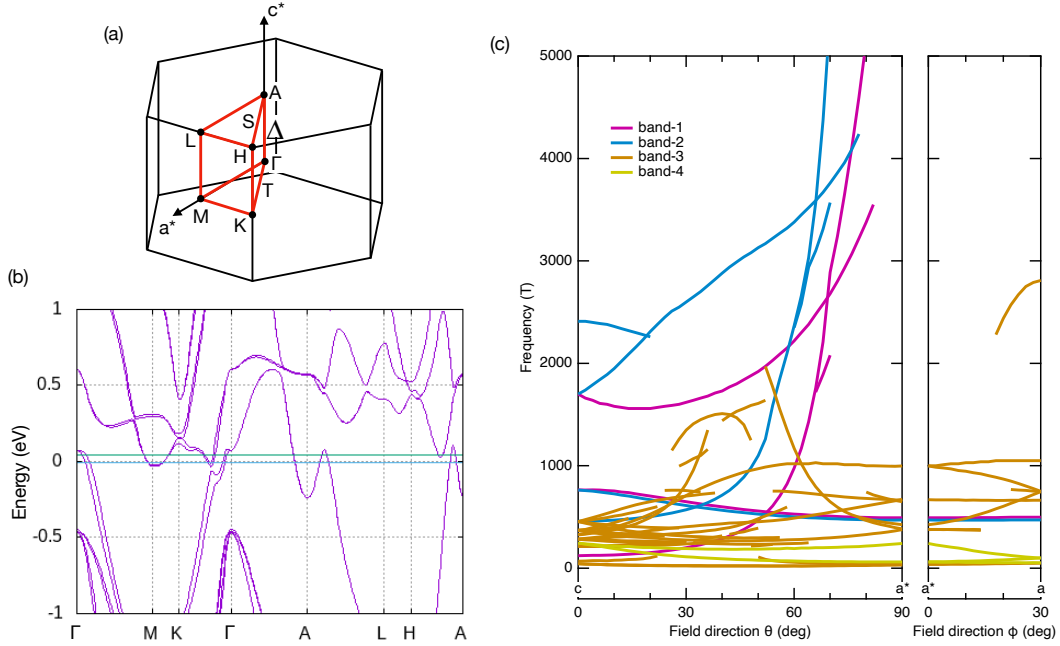 (a)
c*
A
S
L
Δ
H
Γ
T
M
K
a*
(b)
Energy (eV)
1
0.5
0
-0.5
-1
Γ
M
K
Γ
A
L
H
A
(c)
Frequency (T)
5000
4000
3000
2000
1000
0
band-1
band-2
band-3
band-4
c
a*
a*
a
0
30
60
90
0
30
Field direction θ (deg)
Field direction φ (deg)